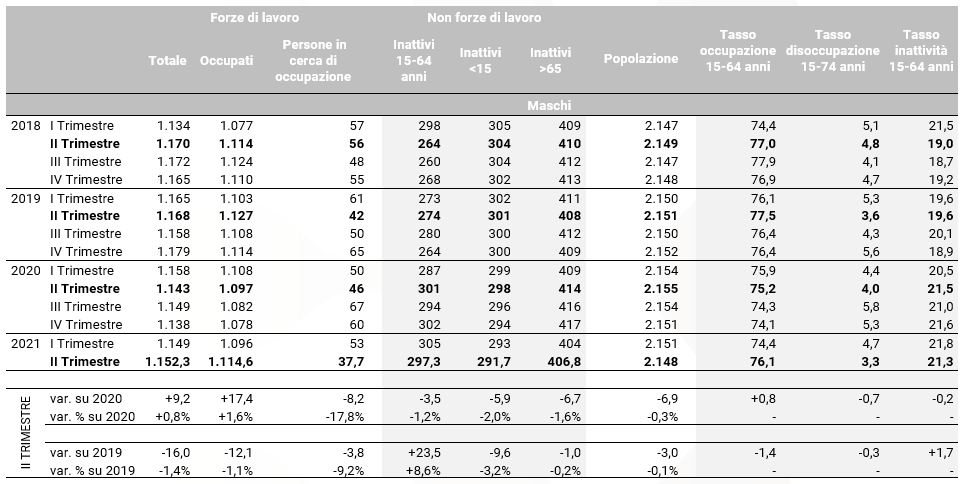 Forze di lavoro Non forze di lavoro
Totale Occupati Persone in cerca di occupazione Inattivi 15-64 anni Inattivi <15 Inattivi >65 Popolazione Tasso occupazione 15-64 anni Tasso disoccupazione 15-74 anni Tasso inattività 15-64 anni
Maschi
2018 I Trimestre 1.134 1.077 57 298 305 409 2.147 74,4 5,1 21,5
II Trimestre 1.170 1.114 56 264 304 410 2.149 77,0 4,8 19,0
III Trimestre 1.172 1.124 48 260 304 412 2.147 77,9 4,1 18,7
IV Trimestre 1.165 1.110 55 268 302 413 2.148 76,9 4,7 19,2
2019 I Trimestre 1.165 1.103 61 273 302 411 2.150 76,1 5,3 19,6
II Trimestre 1.168 1.127 42 274 301 408 2.151 77,5 3,6 19,6
III Trimestre 1.158 1.108 50 280 300 412 2.150 76,4 4,3 20,1
IV Trimestre 1.179 1.114 65 264 300 409 2.152 76,4 5,6 18,9
2020 I Trimestre 1.158 1.108 50 287 299 409 2.154 75,9 4,4 20,5
II Trimestre 1.143 1.097 46 301 298 414 2.155 75,2 4,0 21,5
III Trimestre 1.149 1.082 67 294 296 416 2.154 74,3 5,8 21,0
IV Trimestre 1.138 1.078 60 302 294 417 2.151 74,1 5,3 21,6
2021 I Trimestre 1.149 1.096 53 305 293 404 2.151 74,4 4,7 21,8
II Trimestre 1.152,3 1.114,6 37,7 297,3 291,7 406,8 2.148 76,1 3,3 21,3
II TRIMESTRE
var. su 2020 +9,2 +17,4 -8,2 -3,5 -5,9 -6,7 -6,9 +0,8 -0,7 -0,2
var. % su 2020 +0,8% +1,6% -17,8% -1,2% -2,0% -1,6% -0,3% - - -
var. su 2019 -16,0 -12,1 -3,8 +23,5 -9,6 -1,0 -3,0 -1,4 -0,3 +1,7
var. % su 2019 -1,4% -1,1% -9,2% +8,6% -3,2% -0,2% -0,1% - - -